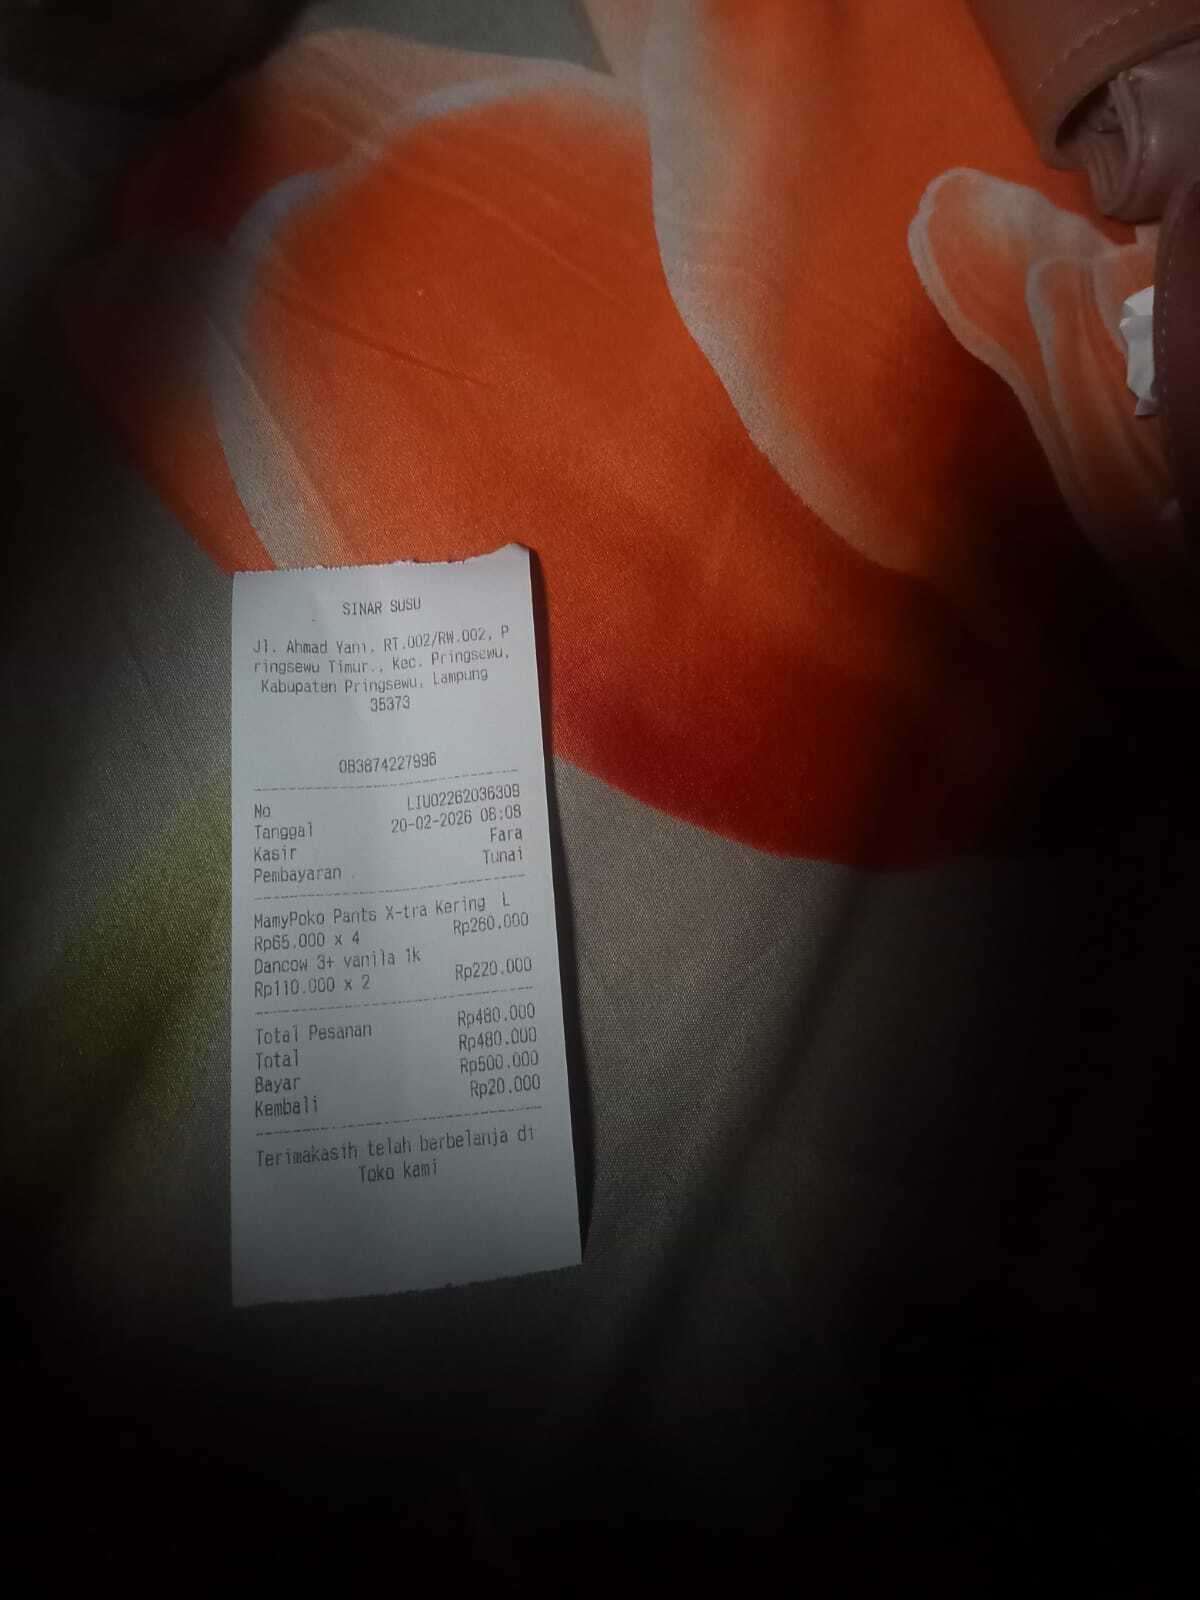 SINAR SUSU
Jl. Ahmad Yani, RT.002/RW.002, P
ringsewu Timur., Kec. Pringsewu,
Kabupaten Pringsewu, Lampung
35373
083874227996
No LIU02262036309
Tanggal 20-02-2026 08:08
Kasir Fara
Pembayaran Tunai
MamyPoko Pants X-tra Kering L
Rp65.000 x 4 Rp260.000
Dancow 3+ vanila 1k
Rp110.000 x 2 Rp220.000
Total Pesanan Rp480.000
Total Rp480.000
Bayar Rp500.000
Kembali Rp20.000
Terimakasih telah berbelanja di
Toko kami